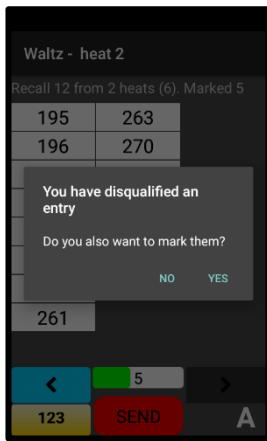 Waltz - heat 2
Recall 12 from 2 heats (6). Marked 5
195 263
196 270
You have disqualified an
entry
Do you also want to mark them?
NO YES
261
< 5 >
123 SEND A